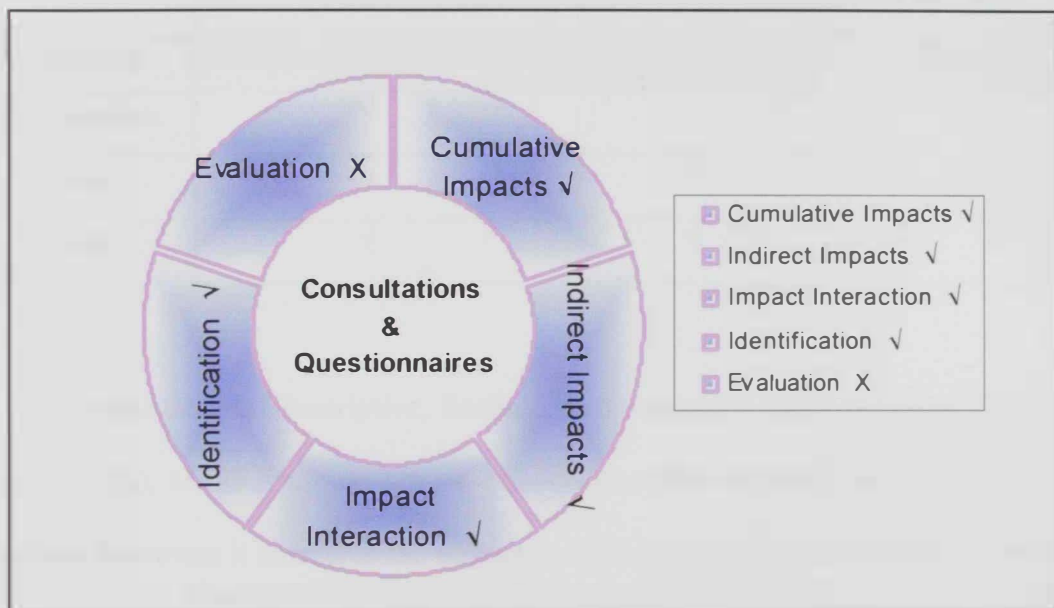 Evaluation X
Cumulative
Impacts √
Indirect Impacts √
Impact
Interaction √
Identification √
Consultations
&
Questionnaires
Cumulative Impacts √
Indirect Impacts √
Impact Interaction √
Identification √
Evaluation X